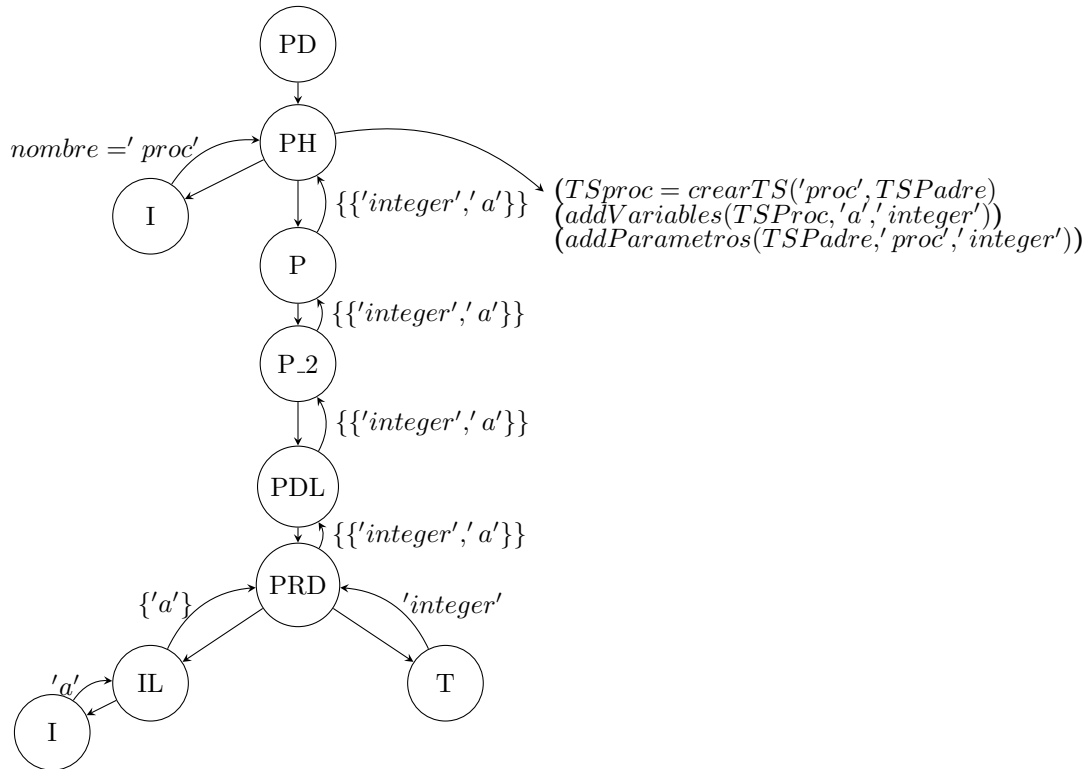 PD
PH
nombre =' proc'
I
(TSproc = crearTS('proc', TSPadre)
(addVariables(TSProc,'a',' integer'))
(addParametros(TSPadre,' proc',' integer'))
{{'integer',' a'}}
P
{{'integer',' a'}}
P_2
{{'integer',' a'}}
PDL
{{'integer',' a'}}
PRD
{'a'}
'integer'
IL
T
'a'
I